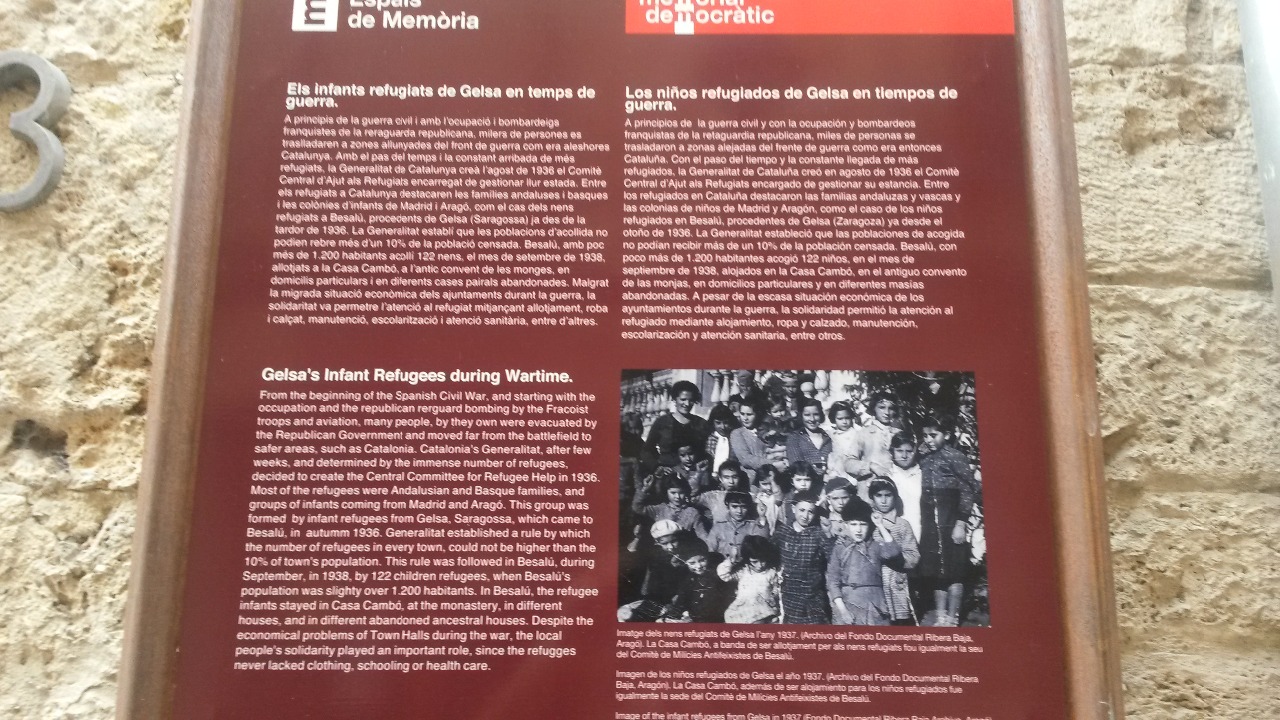 Espais
de Memòria
memorial
democràtic
3
Els infants refugiats de Gelsa en temps de
guerra.
A principis de la guerra civil i amb l'ocupació i bombardeigs
franquistes de la reraguarda republicana, milers de persones es
traslladaren a zones allunyades del front de guerra com era aleshores
Catalunya. Amb el pas del temps i la constant arribada de més
refugiats, la Generalitat de Catalunya creà l'agost de 1936 el Comitè
Central d'Ajut als Refugiats encarregat de gestionar llur estada. Entre
els refugiats a Catalunya destacaren les famílies andaluses i basques
i les colònies d'infants de Madrid i Aragó, com el cas dels nens
refugiats a Besalú, procedents de Gelsa (Saragossa) ja des de la
tardor de 1936. La Generalitat establí que les poblacions d'acollida no
podien rebre més d'un 10% de la població censada. Besalú, amb poc
més de 1.200 habitants acollí 122 nens, el mes de setembre de 1938,
allotjats a la Casa Cambó, a l'antic convent de les monges, en
domicilis particulars i en diferents cases pairals abandonades. Malgrat
la migrada situació econòmica dels ajuntaments durant la guerra, la
solidaritat va permetre l'atenció al refugiat mitjançant allotjament, roba
i calçat, manutenció, escolarització i atenció sanitària, entre d'altres.
Los niños refugiados de Gelsa en tiempos de
guerra.
A principios de la guerra civil y con la ocupación y bombardeos
franquistas de la retaguardia republicana, miles de personas se
trasladaron a zonas alejadas del frente de guerra como era entonces
Cataluña. Con el paso del tiempo y la constante llegada de más
refugiados, la Generalitat de Cataluña creó en agosto de 1936 el Comitè
Central d'Ajut als Refugiats encargado de gestionar su estancia. Entre
los refugiados en Cataluña destacaron las familias andaluzas y vascas y
las colonias de niños de Madrid y Aragón, como el caso de los niños
refugiados en Besalú, procedentes de Gelsa (Zaragoza) ya desde el
otoño de 1936. La Generalitat estableció que las poblaciones de acogida
no podían recibir más de un 10% de la población censada. Besalú, con
poco más de 1.200 habitantes acogió 122 niños, en el mes de
septiembre de 1938, alojados en la Casa Cambó, en el antiguo convento
de las monjas, en domicilios particulares y en diferentes masías
abandonadas. A pesar de la escasa situación económica de los
ayuntamientos durante la guerra, la solidaridad permitió la atención al
refugiado mediante alojamiento, ropa y calzado, manutención,
escolarización y atención sanitaria, entre otros.
Gelsa's Infant Refugees during Wartime.
From the beginning of the Spanish Civil War, and starting with the
occupation and the republican rerguard bombing by the Fracoist
troops and aviation, many people, by they own were evacuated by
the Republican Government and moved far from the battlefield to
safer areas, such as Catalonia. Catalonia's Generalitat, after few
weeks, and determined by the immense number of refugees,
decided to create the Central Committee for Refugee Help in 1936.
Most of the refugees were Andalusian and Basque families, and
groups of infants coming from Madrid and Aragó. This group was
formed by infant refugees from Gelsa, Saragossa, which came to
Besalú, in autumm 1936. Generalitat established a rule by which
the number of refugees in every town, could not be higher than the
10% of town's population. This rule was followed in Besalú, during
September, in 1938, by 122 children refugees, when Besalú's
population was slighty over 1.200 habitants. In Besalú, the refugee
infants stayed in Casa Cambó, at the monastery, in different
houses, and in different abandoned ancestral houses. Despite the
economical problems of Town Halls during the war, the local
people's solidarity played an important role, since the refugges
never lacked clothing, schooling or health care.
Imatge dels nens refugiats de Gelsa l'any 1937. (Archivo del Fondo Documental Ribera Baja,
Aragó). La Casa Cambó, a banda de ser allotjament per als nens refugiats fou igualment la seu
del Comitè de Milícies Antifeixistes de Besalú.
Imagen de los niños refugiados de Gelsa el año 1937. (Archivo del Fondo Documental Ribera
Baja, Aragón). La Casa Cambó, además de ser alojamiento para los niños refugiados fue
igualmente la sede del Comité de Milícies Antifeixistes de Besalú.
Image of the infant refugees from Gelsa in 1937 (Fondo Documental Ribera Baja Archive, Aragó)